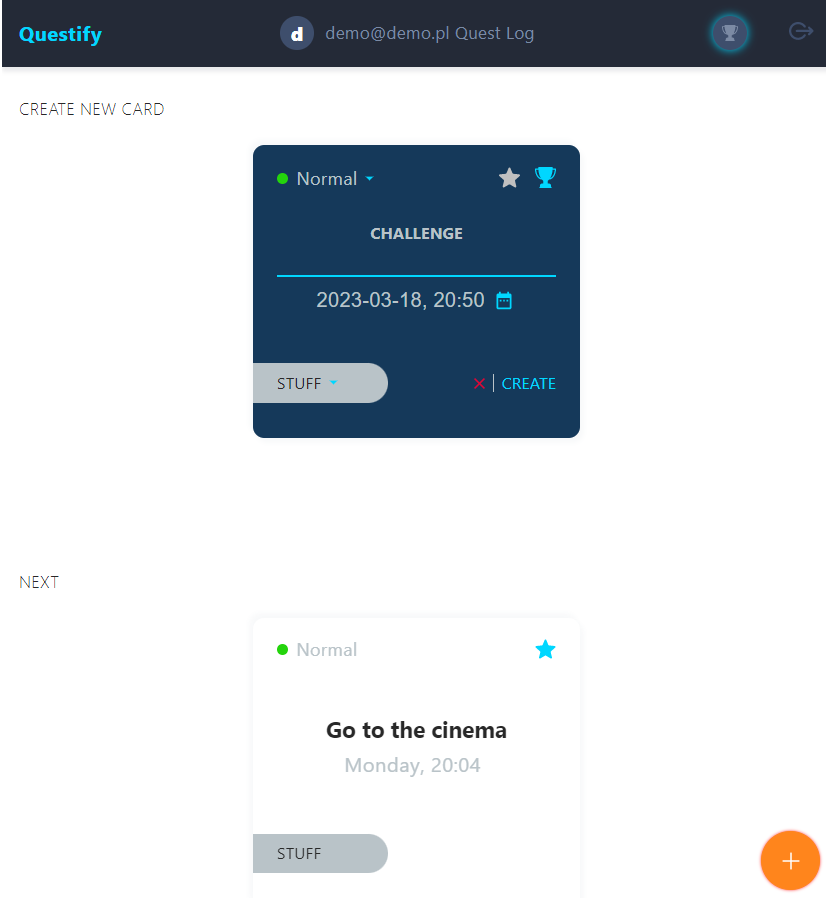 Questify
d demo@demo.pl Quest Log
CREATE NEW CARD
Normal
CHALLENGE
2023-03-18, 20:50
STUFF
CREATE
NEXT
Normal
Go to the cinema
Monday, 20:04
STUFF